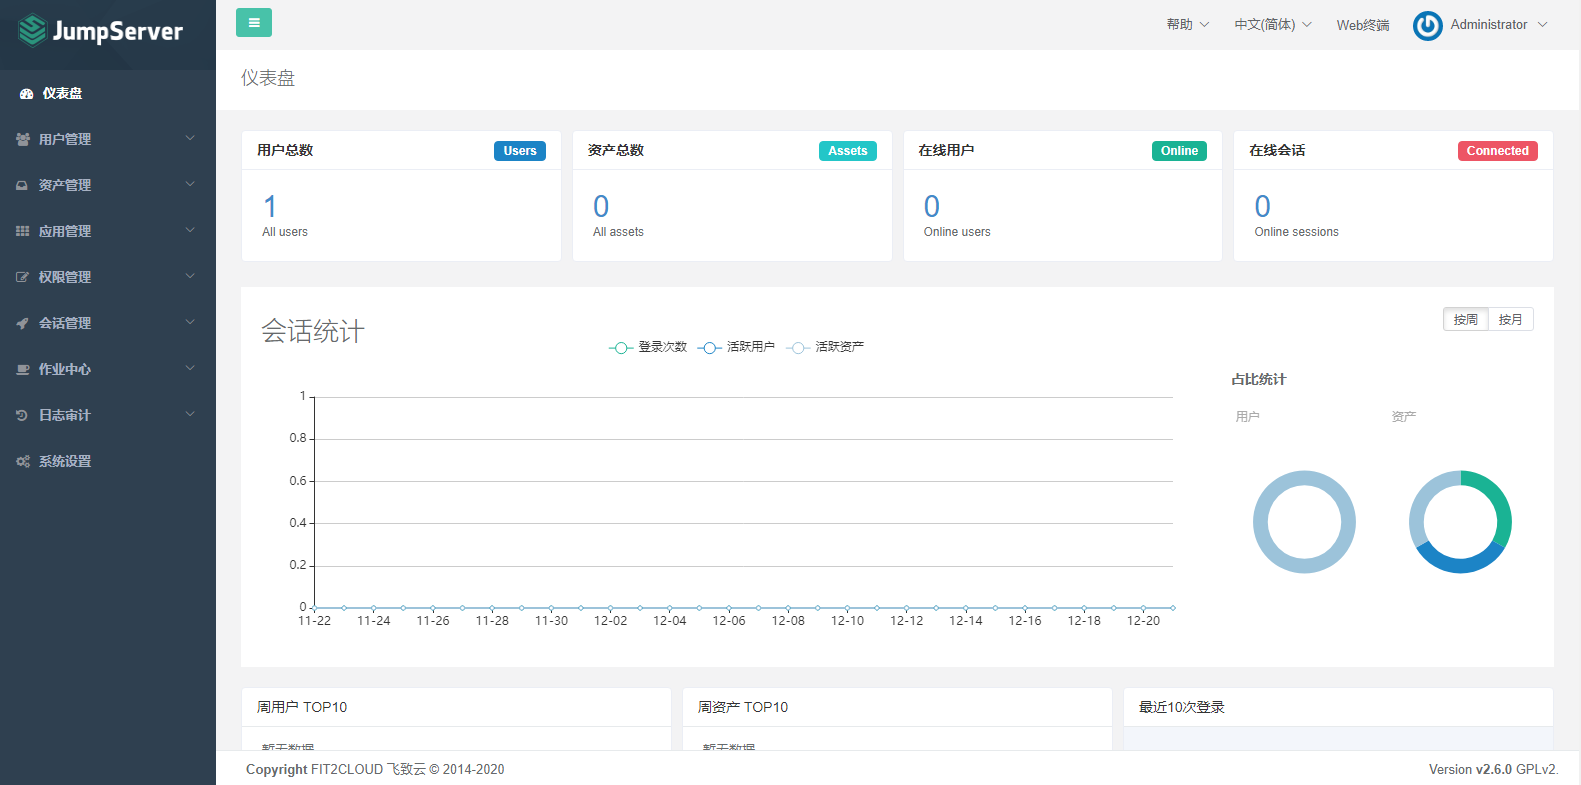 JumpServer
帮助
中文(简体)
Web终端
Administrator
仪表盘
用户管理
资产管理
应用管理
权限管理
会话管理
作业中心
日志审计
系统设置
仪表盘
用户总数 Users
1
All users
资产总数 Assets
0
All assets
在线用户 Online
0
Online users
在线会话 Connected
0
Online sessions
会话统计
按周 按月
登录次数 活跃用户 活跃资产
1
0.8
0.6
0.4
0.2
0
11-22 11-24 11-26 11-28 11-30 12-02 12-04 12-06 12-08 12-10 12-12 12-14 12-16 12-18 12-20
占比统计
用户 资产
周用户 TOP10
暂无数据
周资产 TOP10
暂无数据
最近10次登录
Copyright FIT2CLOUD 飞致云 © 2014-2020
Version v2.6.0 GPLv2.